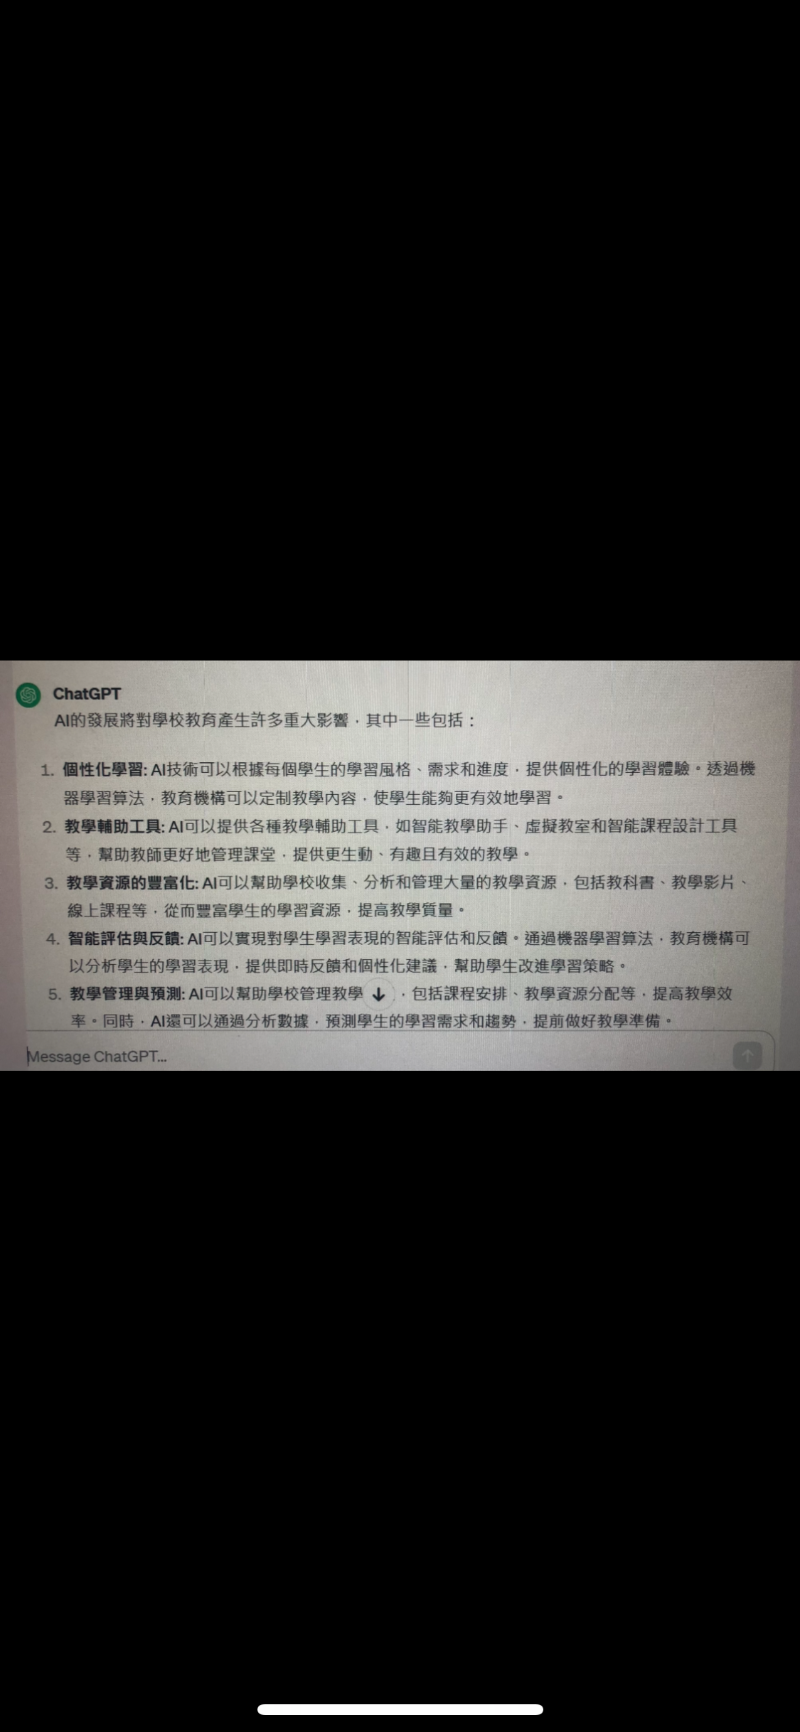 ChatGPT
AI的發展將對學校教育產生許多重大影響，其中一些包括：
1. 個性化學習: AI技術可以根據每個學生的學習風格、需求和進度，提供個性化的學習體驗。透過機
器學習算法，教育機構可以定制教學內容，使學生能夠更有效地學習。
2. 教學輔助工具: AI可以提供各種教學輔助工具，如智能教學助手、虛擬教室和智能課程設計工具
等，幫助教師更好地管理課堂，提供更生動、有趣且有效的教學。
3. 教學資源的豐富化: AI可以幫助學校收集、分析和管理大量的教學資源，包括教科書、教學影片、
線上課程等，從而豐富學生的學習資源，提高教學質量。
4. 智能評估與反饋: AI可以實現對學生學習表現的智能評估和反饋。通過機器學習算法，教育機構可
以分析學生的學習表現，提供即時反饋和個性化建議，幫助學生改進學習策略。
5. 教學管理與預測: AI可以幫助學校管理教學，包括課程安排、教學資源分配等，提高教學效
率。同時，AI還可以通過分析數據，預測學生的學習需求和趨勢，提前做好教學準備。
Message ChatGPT...